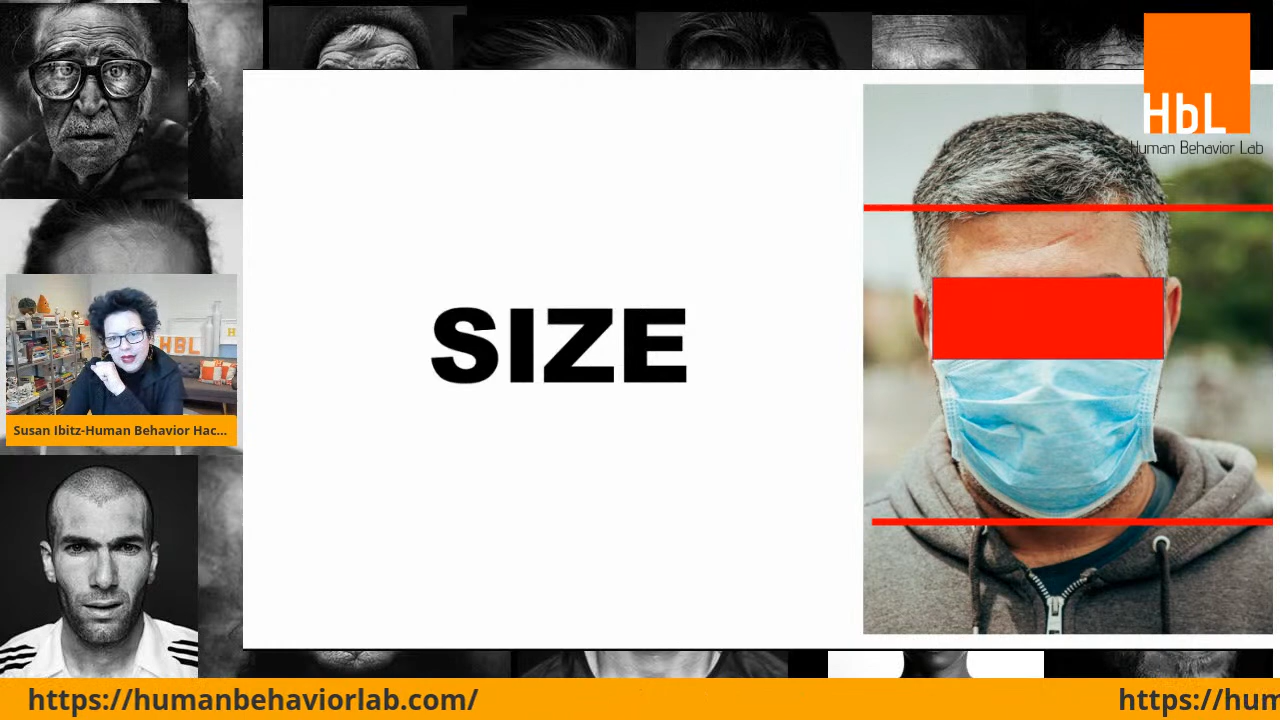 HbL
Human Behavior Lab
SIZE
HBL
H
Susan Ibitz-Human Behavior Hac...
https://humanbehaviorlab.com/
https://hum